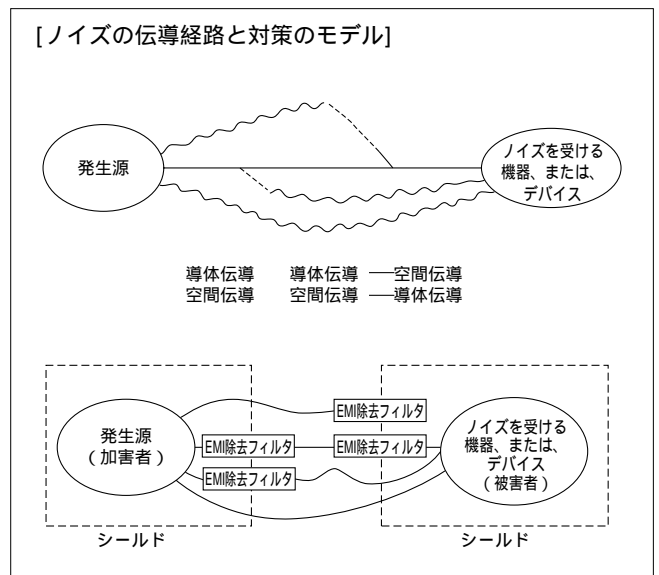 [ノイズの伝導経路と対策のモデル]
発生源
ノイズを受ける
機器、または、
デバイス
導体伝導 導体伝導 ―空間伝導
空間伝導 空間伝導 ―導体伝導
EMI除去フィルタ
発生源
(加害者)
EMI除去フィルタ EMI除去フィルタ
EMI除去フィルタ
ノイズを受ける
機器、または、
デバイス
(被害者)
シールド シールド